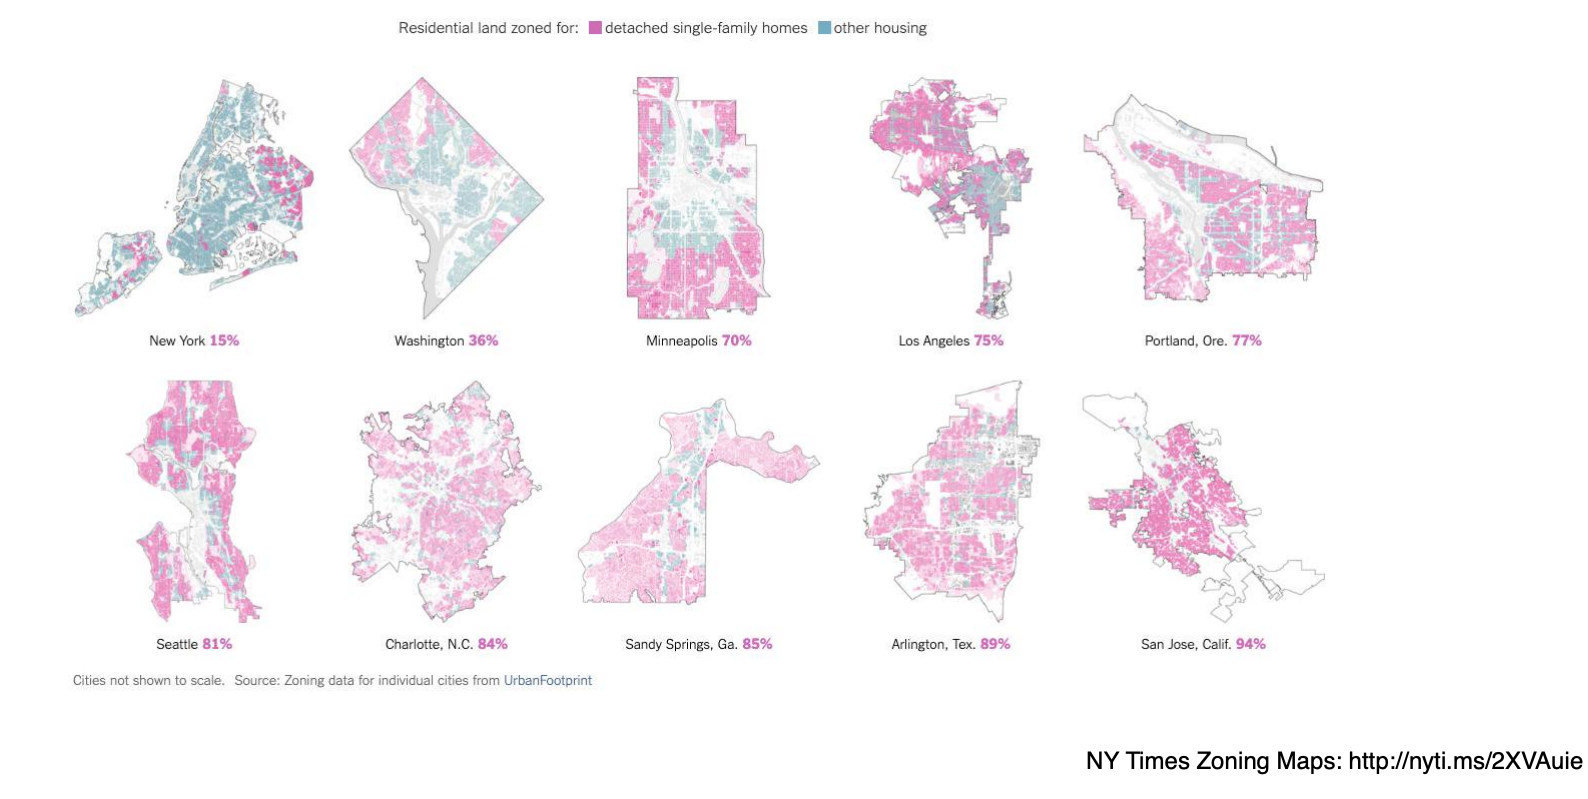 Residential land zoned for: detached single-family homes other housing
New York 15% Washington 36% Minneapolis 70% Los Angeles 75% Portland, Ore. 77%
Seattle 81% Charlotte, N.C. 84% Sandy Springs, Ga. 85% Arlington, Tex. 89% San Jose, Calif. 94%
Cities not shown to scale. Source: Zoning data for individual cities from UrbanFootprint
NY Times Zoning Maps: http://nyti.ms/2XVAuie